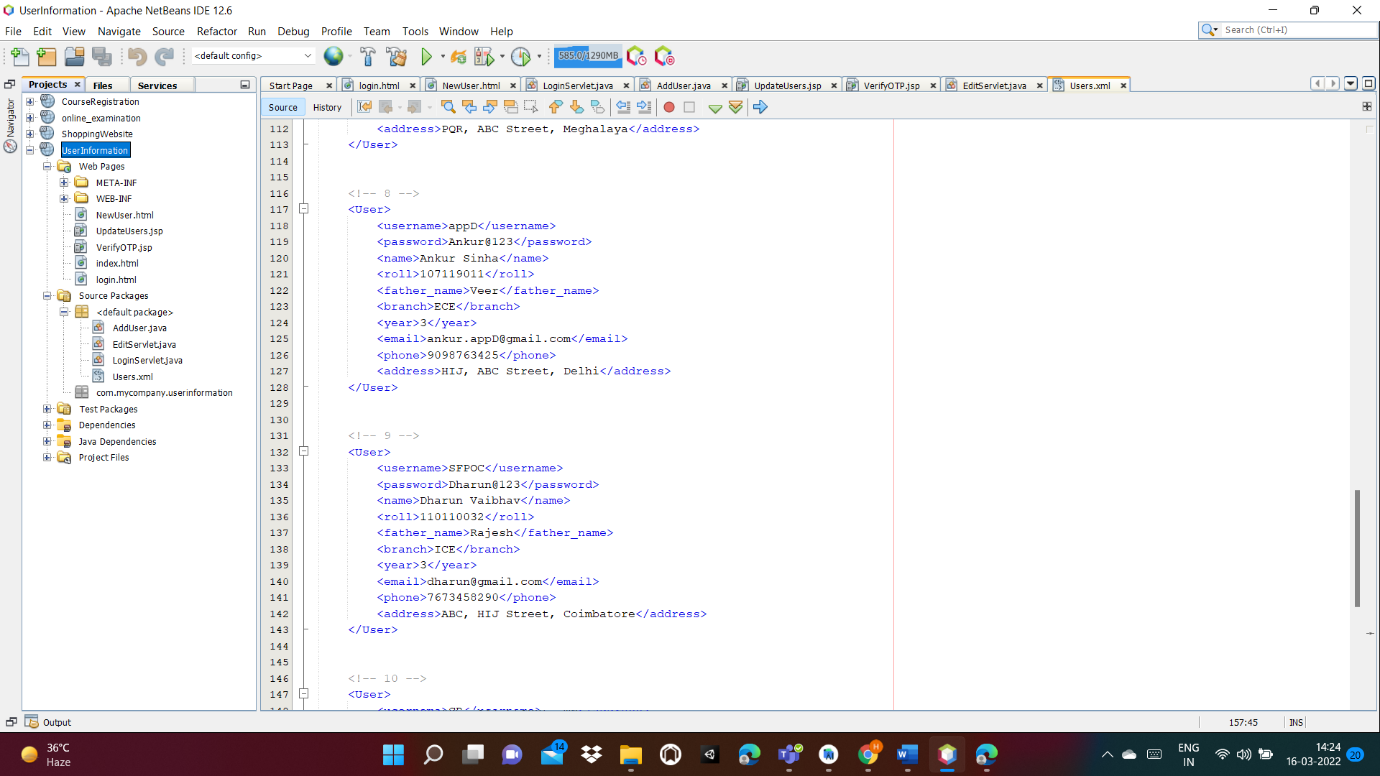 UserInformation - Apache NetBeans IDE 12.6
File Edit View Navigate Source Refactor Run Debug Profile Team Tools Window Help
Search (Ctrl+I)
<default config>
585.0/1290MB
Projects Files Services
Navigator
CourseRegistration
online_examination
ShoppingWebsite
UserInformation
Web Pages
META-INF
WEB-INF
NewUser.html
UpdateUsers.jsp
VerifyOTP.jsp
index.html
login.html
Source Packages
<default package>
AddUser.java
EditServlet.java
LoginServlet.java
Users.xml
com.mycompany.userinformation
Test Packages
Dependencies
Java Dependencies
Project Files
Start Page login.html NewUser.html LoginServlet.java AddUser.java UpdateUsers.jsp VerifyOTP.jsp EditServlet.java Users.xml
Source History
112 <address>PQR, ABC Street, Meghalaya</address>
113 </User>
114
115
116 <!-- 8 -->
117 <User>
118 <username>appD</username>
119 <password>Ankur@123</password>
120 <name>Ankur Sinha</name>
121 <roll>107119011</roll>
122 <father_name>Veer</father_name>
123 <branch>ECE</branch>
124 <year>3</year>
125 <email>ankur.appD@gmail.com</email>
126 <phone>9098763425</phone>
127 <address>HIJ, ABC Street, Delhi</address>
128 </User>
129
130
131 <!-- 9 -->
132 <User>
133 <username>SFPOC</username>
134 <password>Dharun@123</password>
135 <name>Dharun Vaibhav</name>
136 <roll>110110032</roll>
137 <father_name>Rajesh</father_name>
138 <branch>ICE</branch>
139 <year>3</year>
140 <email>dharun@gmail.com</email>
141 <phone>7673458290</phone>
142 <address>ABC, HIJ Street, Coimbatore</address>
143 </User>
144
145
146 <!-- 10 -->
147 <User>
Output
157:45 INS
36°C
Haze
14
ENG
IN
14:24
16-03-2022
20